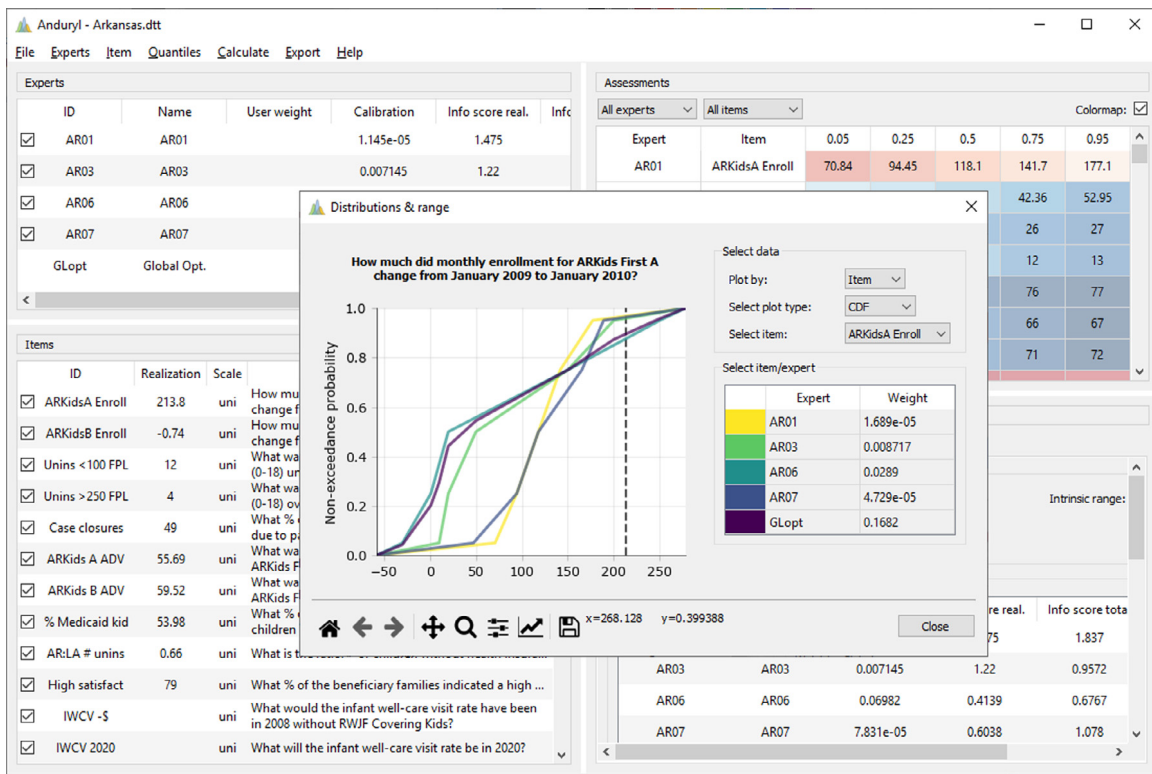 Anduryl - Arkansas.dtt
File Experts Item Quantiles Calculate Export Help
Experts
ID Name User weight Calibration Info score real. Info
AR01 AR01 1.145e-05 1.475
AR03 AR03 0.007145 1.22
AR06 AR06
AR07 AR07
GLopt Global Opt.
Assessments
All experts All items Colormap:
Expert Item 0.05 0.25 0.5 0.75 0.95
AR01 ARKidsA Enroll 70.84 94.45 118.1 141.7 177.1
42.36 52.95
26 27
12 13
76 77
66 67
71 72
Items
ID Realization Scale
ARKidsA Enroll 213.8 uni How mu
change f
ARKidsB Enroll -0.74 uni How mu
change f
Unins <100 FPL 12 uni What wa
(0-18) un
Unins >250 FPL 4 uni What wa
(0-18) ov
Case closures 49 uni What %
due to pa
ARKids A ADV 55.69 uni What wa
ARKids F
ARKids B ADV 59.52 uni What wa
ARKids F
% Medicaid kid 53.98 uni What %
children
AR:LA # unins 0.66 uni What is
High satisfact 79 uni What % of the beneficiary families indicated a high ...
IWCV -$ uni What would the infant well-care visit rate have been
in 2008 without RWJF Covering Kids?
IWCV 2020 uni What will the infant well-care visit rate be in 2020?
Distributions & range
How much did monthly enrollment for ARKids First A
change from January 2009 to January 2010?
Non-exceedance probability
1.0
0.8
0.6
0.4
0.2
0.0
−50 0 50 100 150 200 250
Select data
Plot by: Item
Select plot type: CDF
Select item: ARKidsA Enroll
Select item/expert
Expert Weight
AR01 1.689e-05
AR03 0.008717
AR06 0.0289
AR07 4.729e-05
GLopt 0.1682
x=268.128 y=0.399388
Close
Intrinsic range:
re real. Info score tota
75 1.837
AR03 AR03 0.007145 1.22 0.9572
AR06 AR06 0.06982 0.4139 0.6767
AR07 AR07 7.831e-05 0.6038 1.078